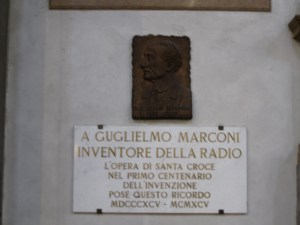 A GUGLIELMO MARCONI
INVENTORE DELLA RADIO
L'OPERA DI SANTA CROCE
NEL PRIMO CENTENARIO
DELL'INVENZIONE
POSE QUESTO RICORDO
MDCCCXCV - MCMXCV